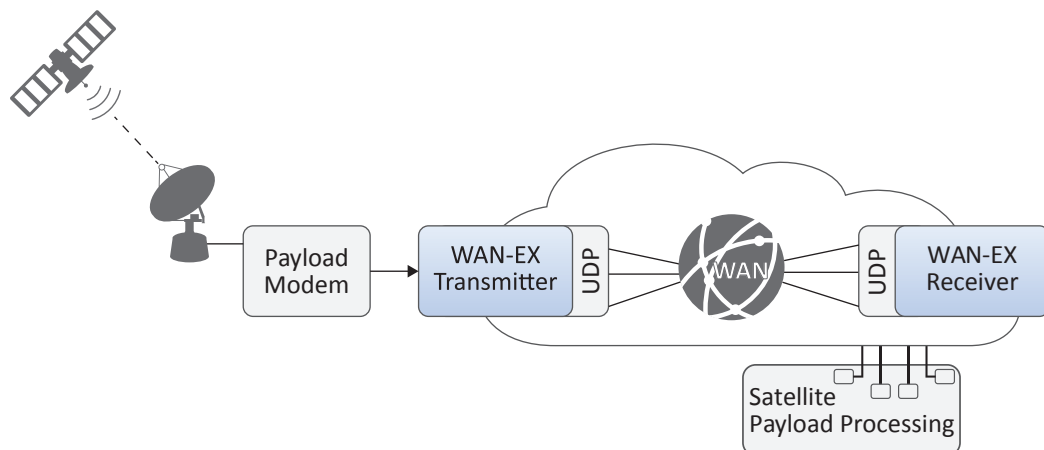 Payload
Modem
WAN-EX
Transmitter
UDP
WAN
UDP
WAN-EX
Receiver
Satellite
Payload Processing